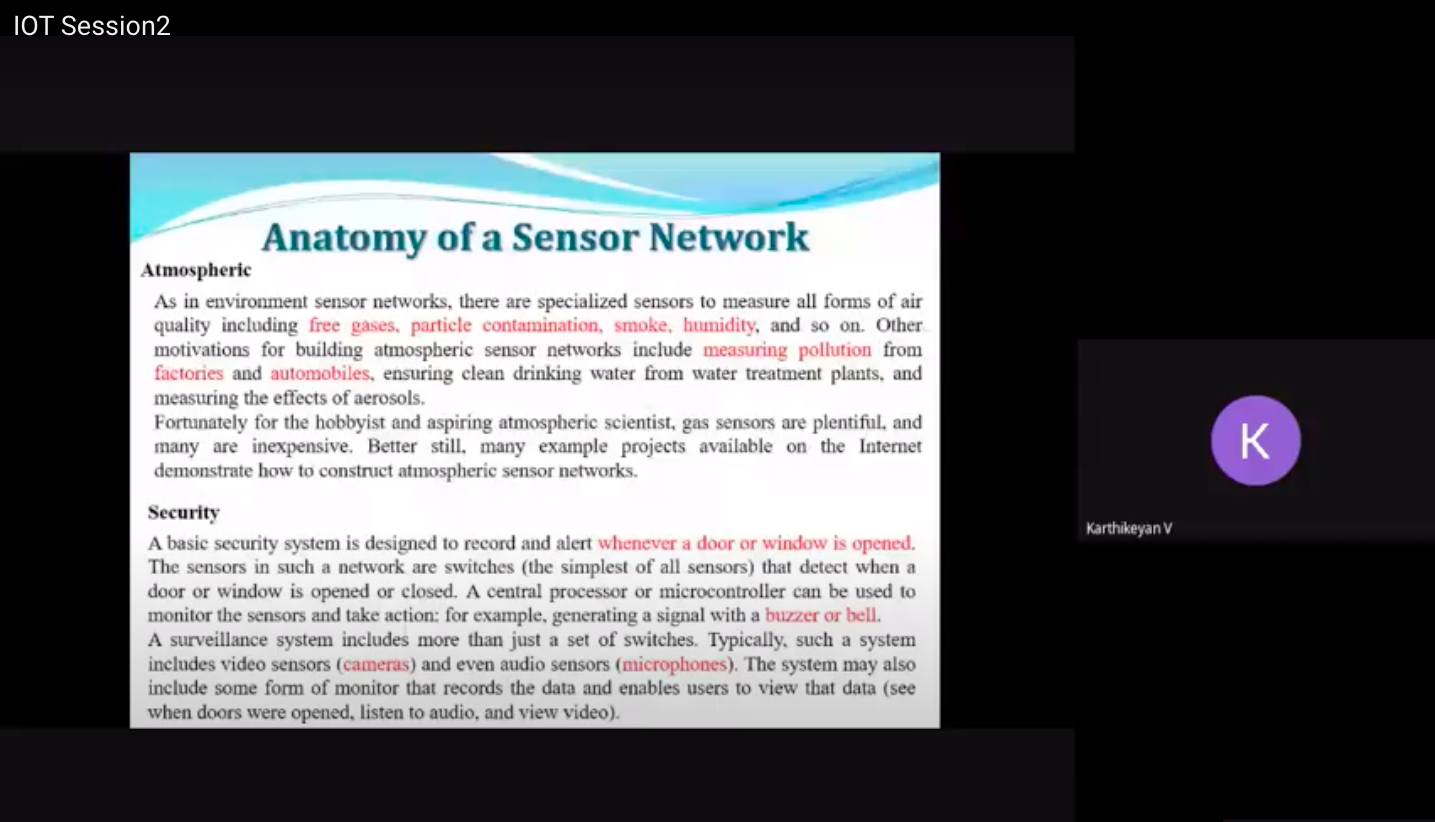 IOT Session2
Anatomy of a Sensor Network
Atmospheric
As in environment sensor networks, there are specialized sensors to measure all forms of air
quality including free gases, particle contamination, smoke, humidity, and so on. Other
motivations for building atmospheric sensor networks include measuring pollution from
factories and automobiles, ensuring clean drinking water from water treatment plants, and
measuring the effects of aerosols.
Fortunately for the hobbyist and aspiring atmospheric scientist, gas sensors are plentiful, and
many are inexpensive. Better still, many example projects available on the Internet
demonstrate how to construct atmospheric sensor networks.
Security
A basic security system is designed to record and alert whenever a door or window is opened.
The sensors in such a network are switches (the simplest of all sensors) that detect when a
door or window is opened or closed. A central processor or microcontroller can be used to
monitor the sensors and take action: for example, generating a signal with a buzzer or bell.
A surveillance system includes more than just a set of switches. Typically, such a system
includes video sensors (cameras) and even audio sensors (microphones). The system may also
include some form of monitor that records the data and enables users to view that data (see
when doors were opened, listen to audio, and view video).
K
Karthikeyan V